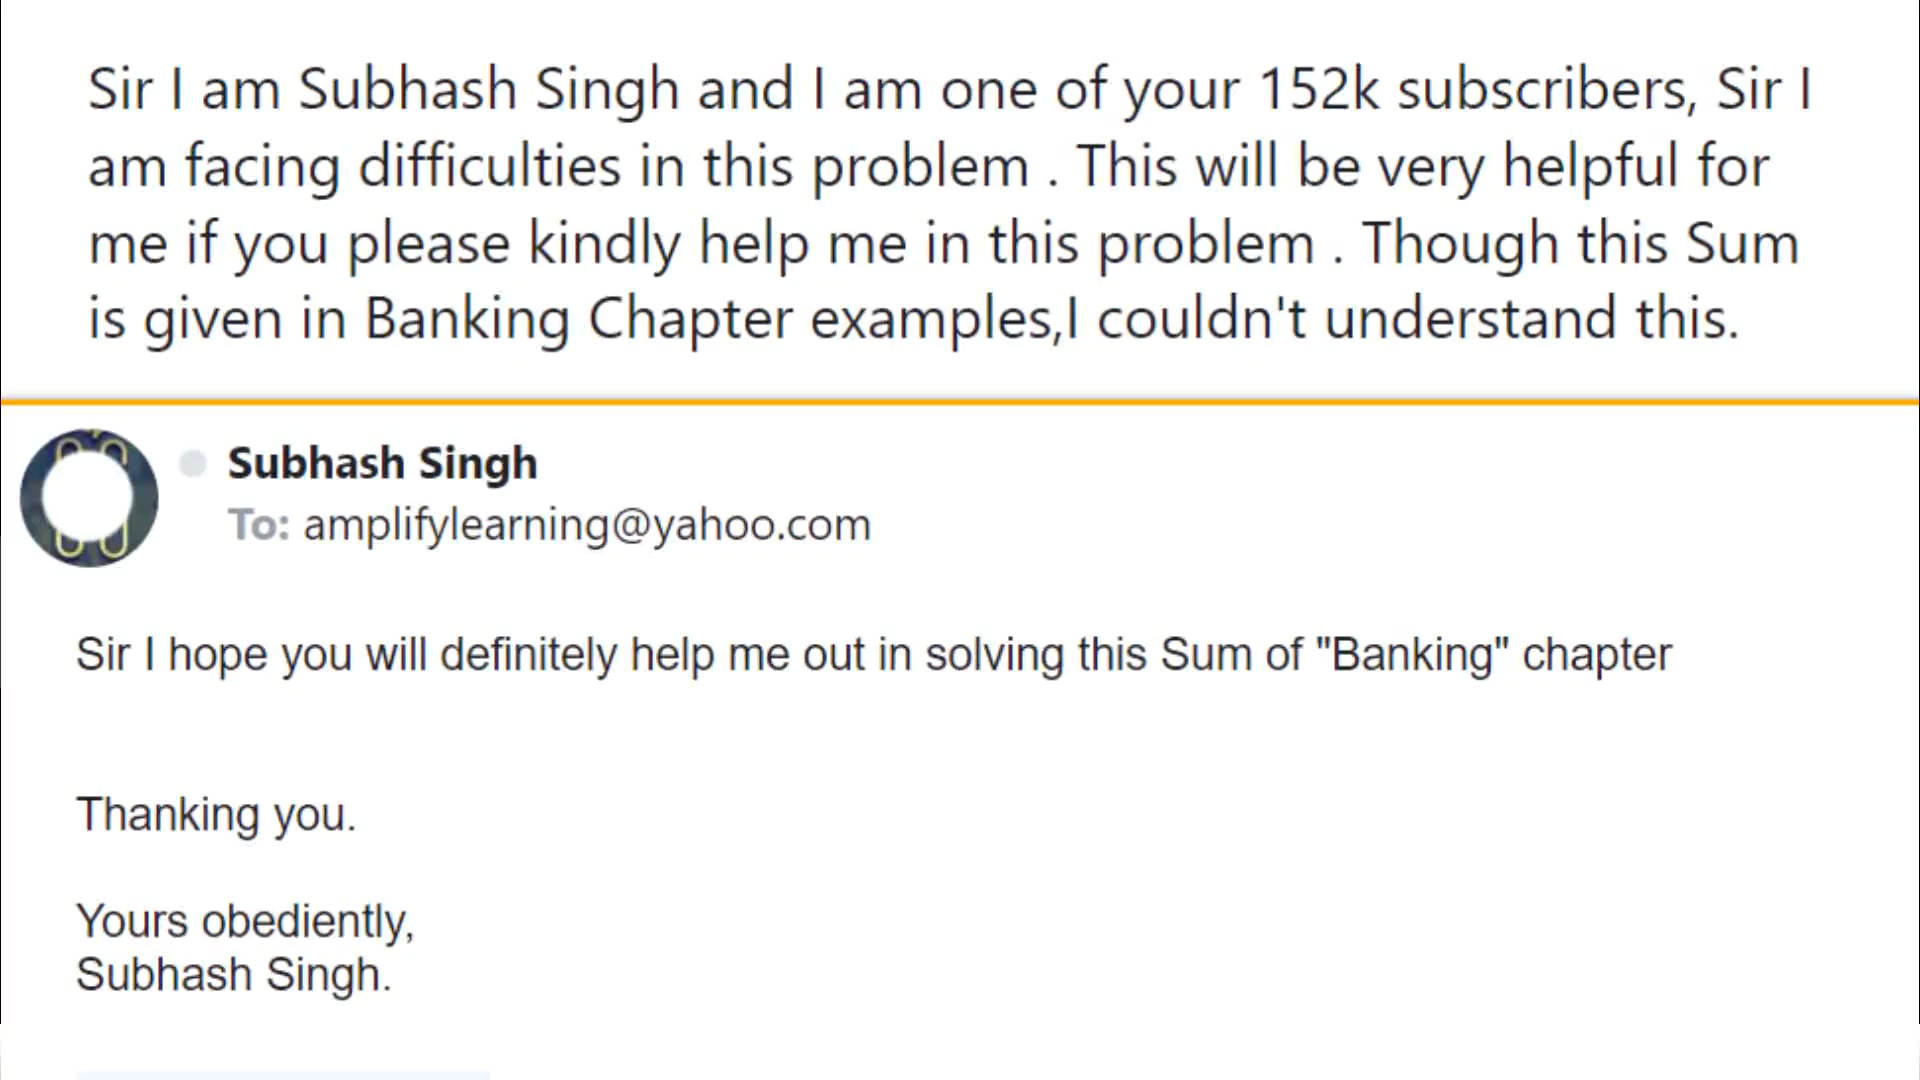 Sir I am Subhash Singh and I am one of your 152k subscribers, Sir I
am facing difficulties in this problem . This will be very helpful for
me if you please kindly help me in this problem . Though this Sum
is given in Banking Chapter examples,I couldn't understand this.
Subhash Singh
To: amplifylearning@yahoo.com
Sir I hope you will definitely help me out in solving this Sum of "Banking" chapter
Thanking you.
Yours obediently,
Subhash Singh.